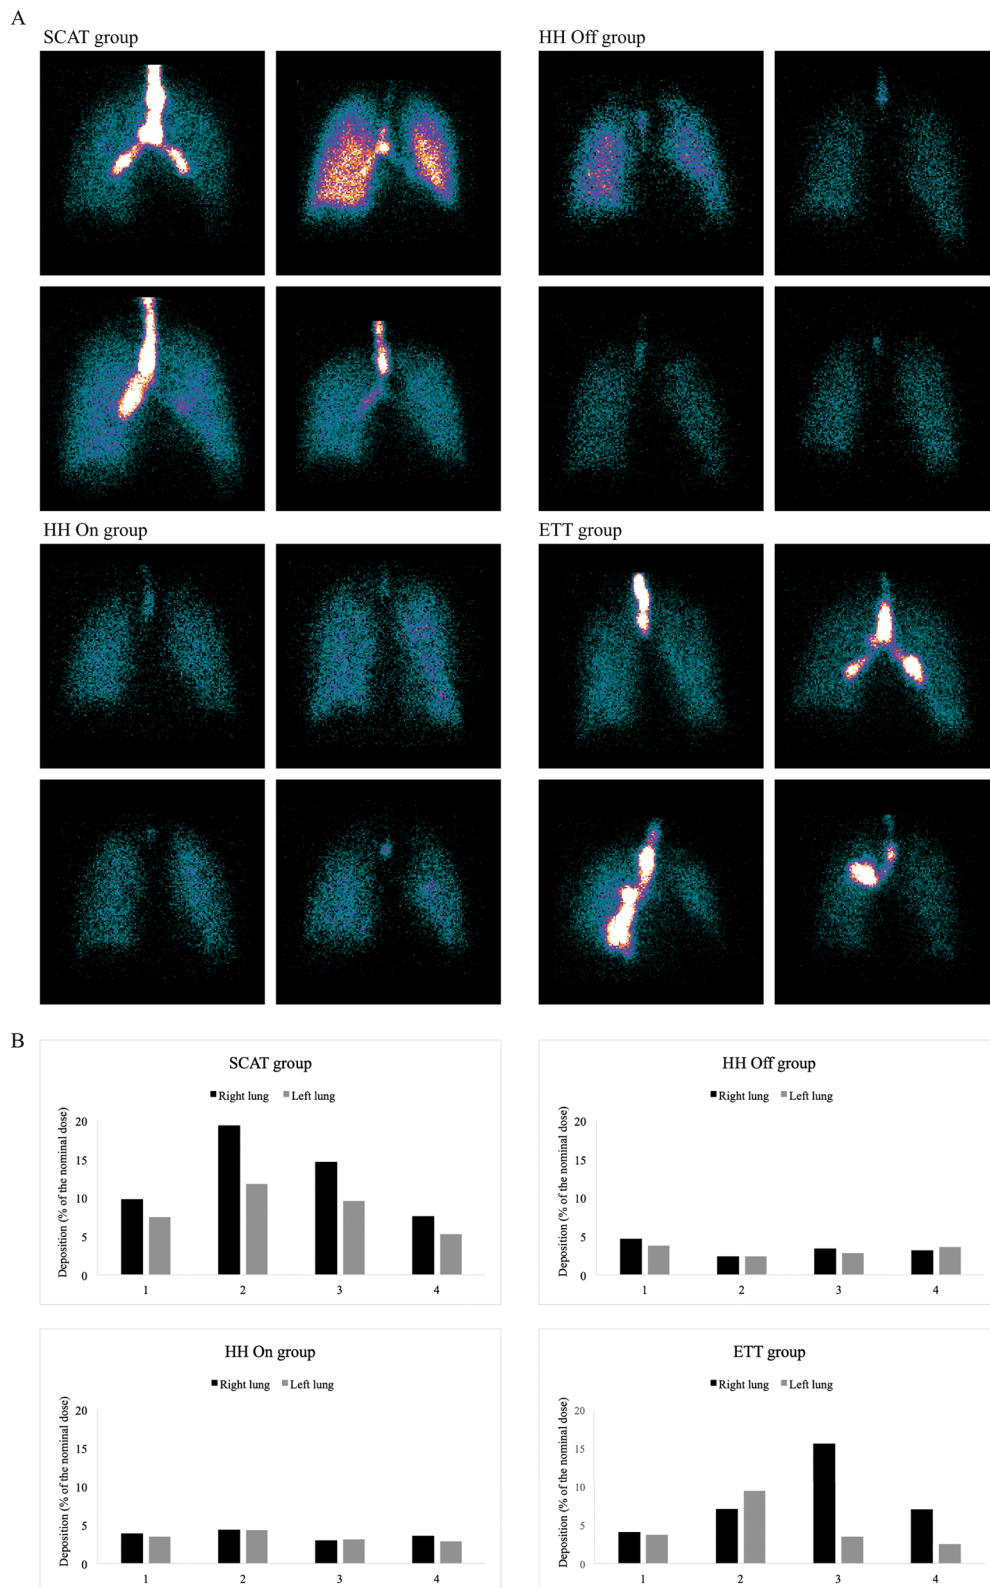 A
SCAT group
HH Off group
HH On group
ETT group
B
SCAT group
Right lung Left lung
Deposition (% of the nominal dose)
20
15
10
5
0
1 2 3 4
HH Off group
Right lung Left lung
Deposition (% of the nominal dose)
20
15
10
5
0
1 2 3 4
HH On group
Right lung Left lung
Deposition (% of the nominal dose)
20
15
10
5
0
1 2 3 4
ETT group
Right lung Left lung
Deposition (% of the nominal dose)
20
15
10
5
0
1 2 3 4